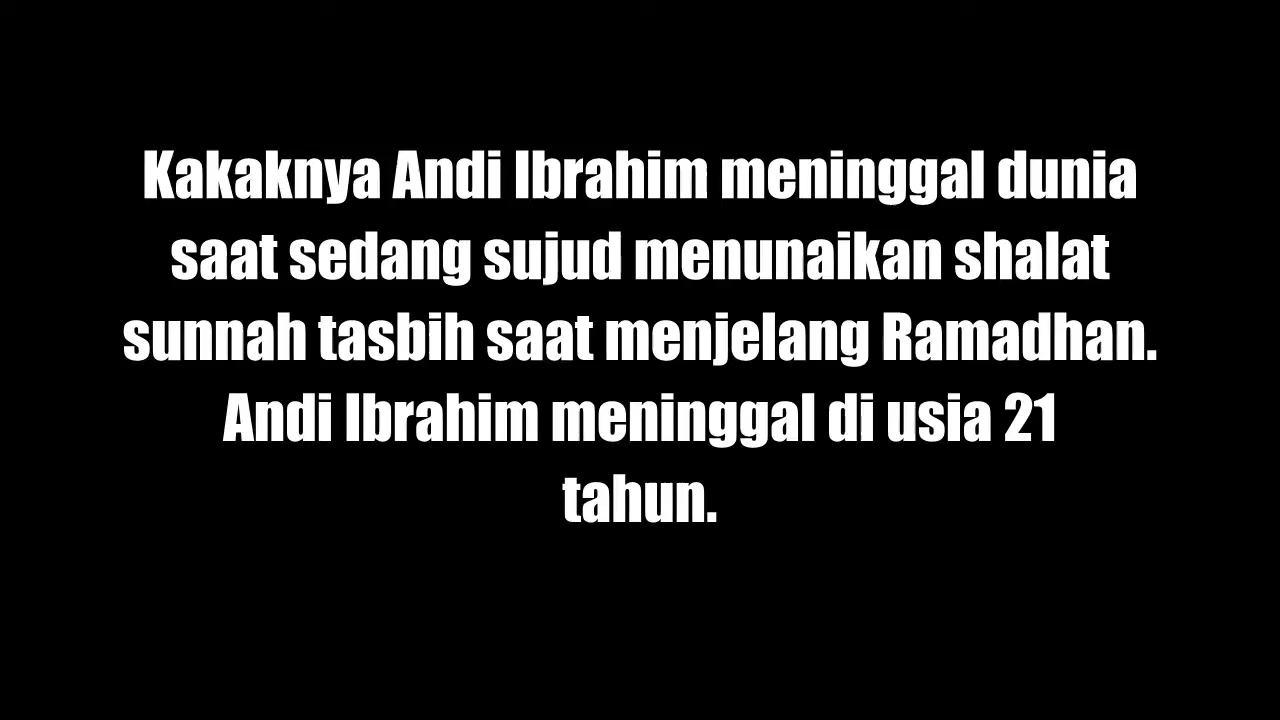 Kakaknya Andi Ibrahim meninggal dunia
saat sedang sujud menunaikan shalat
sunnah tasbih saat menjelang Ramadhan.
Andi Ibrahim meninggal di usia 21
tahun.